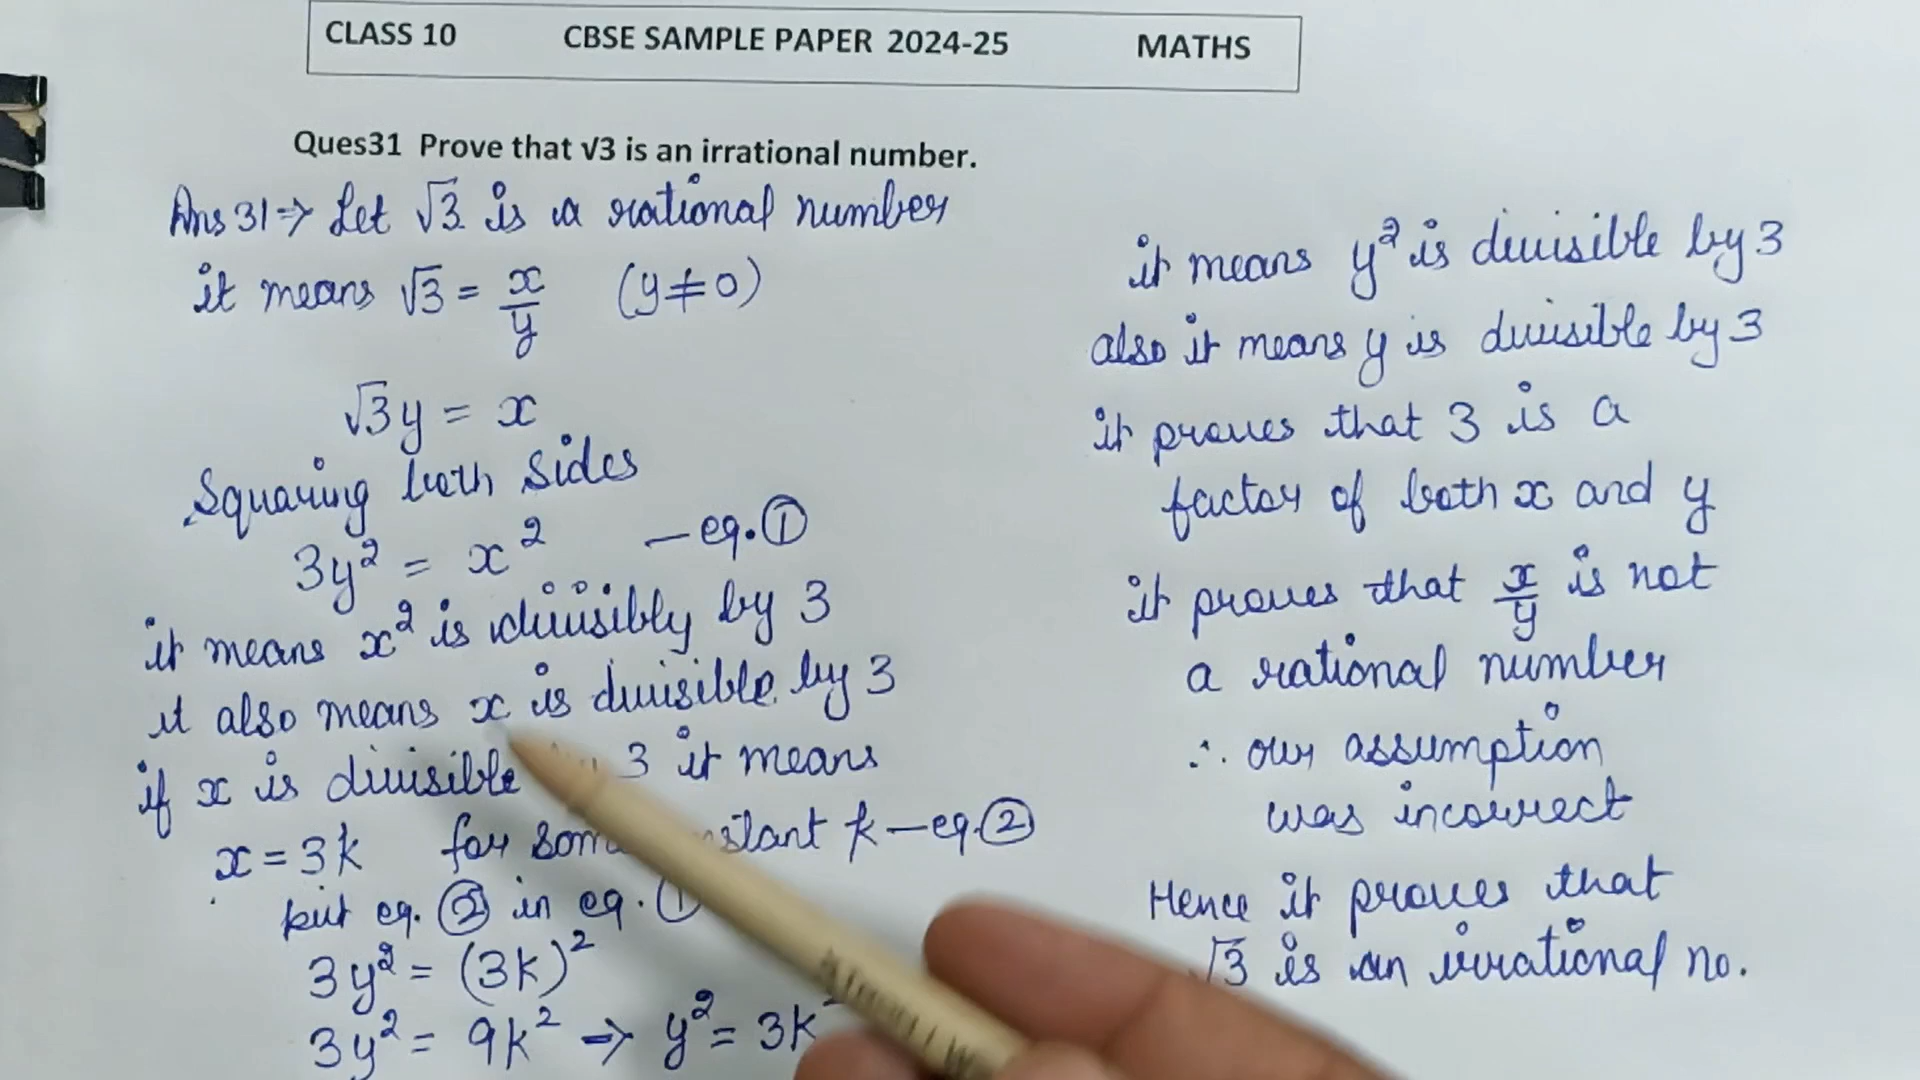 CLASS 10 CBSE SAMPLE PAPER 2024-25 MATHS
Ques31 Prove that √3 is an irrational number.
Ans 31⇒ Let √3 is a rational number
it means √3 = x/y (y≠0)
√3y = x
Squaring both sides
3y² = x² — eq. ①
it means x² is divisibly by 3
it also means x is divisible by 3
if x is divisible 3 it means
x = 3k for k — eq. ②
put eq. ② in eq. ①
3y² = (3k)²
3y² = 9k² → y² = 3k²
it means y² is divisible by 3
also it means y is divisible by 3
it proves that 3 is a
factor of both x and y
it proves that x/y is not
a rational number
∴ our assumption
was incorrect
Hence it proves that
√3 is an irrational no.